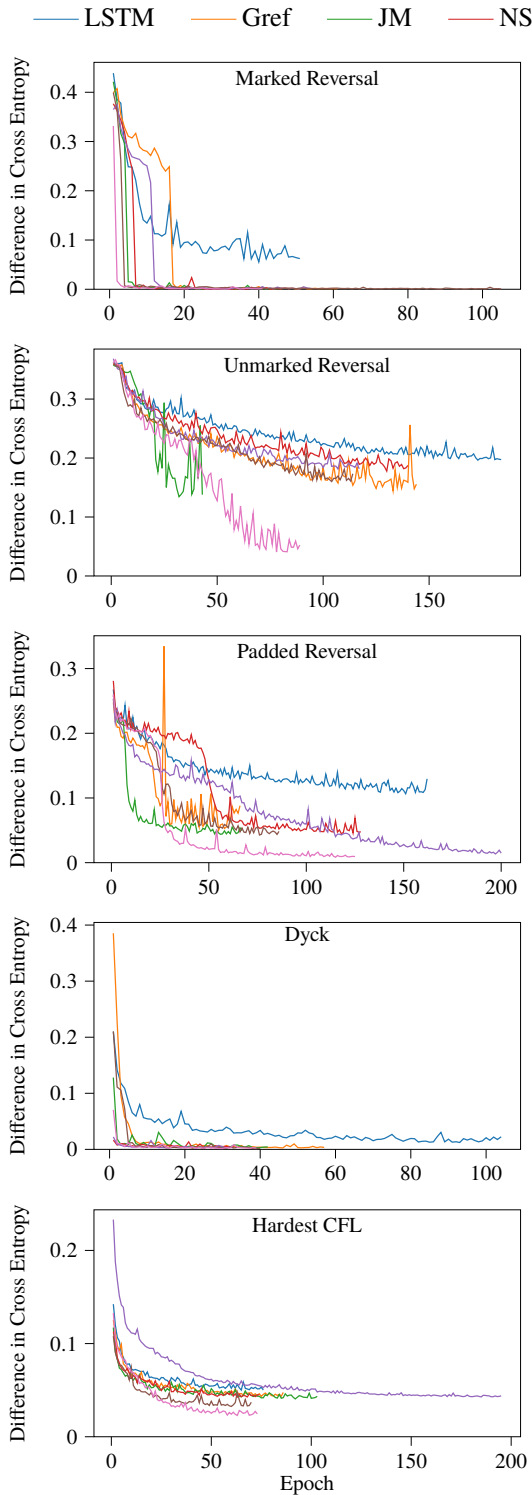 LSTM Gref JM NS
Marked Reversal
Difference in Cross Entropy
0.4
0.3
0.2
0.1
0
0 20 40 60 80 100
Unmarked Reversal
Difference in Cross Entropy
0.3
0.2
0.1
0
0 50 100 150
Padded Reversal
Difference in Cross Entropy
0.3
0.2
0.1
0
0 50 100 150 200
Dyck
Difference in Cross Entropy
0.4
0.3
0.2
0.1
0
0 20 40 60 80 100
Hardest CFL
Difference in Cross Entropy
0.2
0.1
0
0 50 100 150 200
Epoch